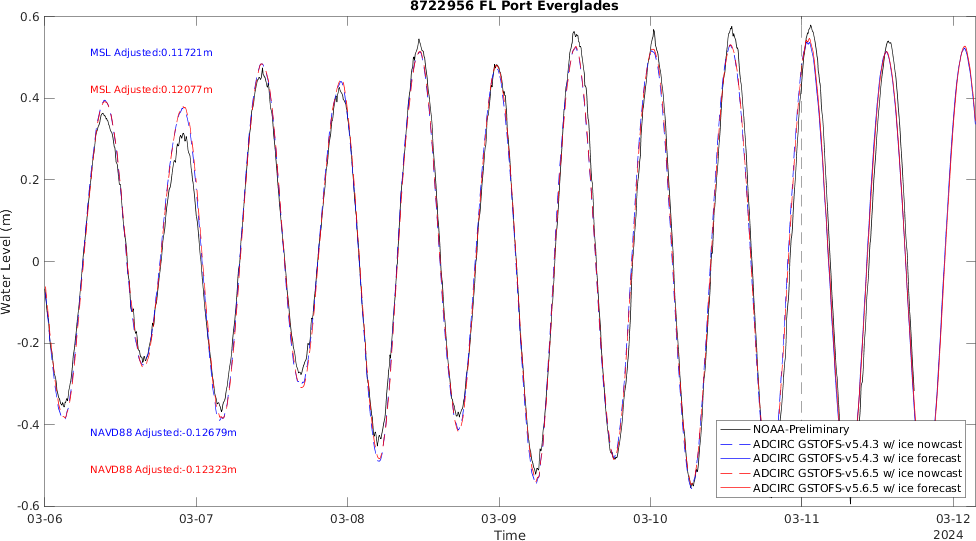 8722956 FL Port Everglades
0.6
MSL Adjusted:0.11721m
MSL Adjusted:0.12077m
0.4
0.2
0
Water Level (m)
-0.2
-0.4
NAVD88 Adjusted:-0.12679m
NAVD88 Adjusted:-0.12323m
NOAA-Preliminary
ADCIRC GSTOFS-v5.4.3 w/ ice nowcast
ADCIRC GSTOFS-v5.4.3 w/ ice forecast
ADCIRC GSTOFS-v5.6.5 w/ ice nowcast
ADCIRC GSTOFS-v5.6.5 w/ ice forecast
-0.6
03-06 03-07 03-08 03-09 03-10 03-11 03-12
Time
2024